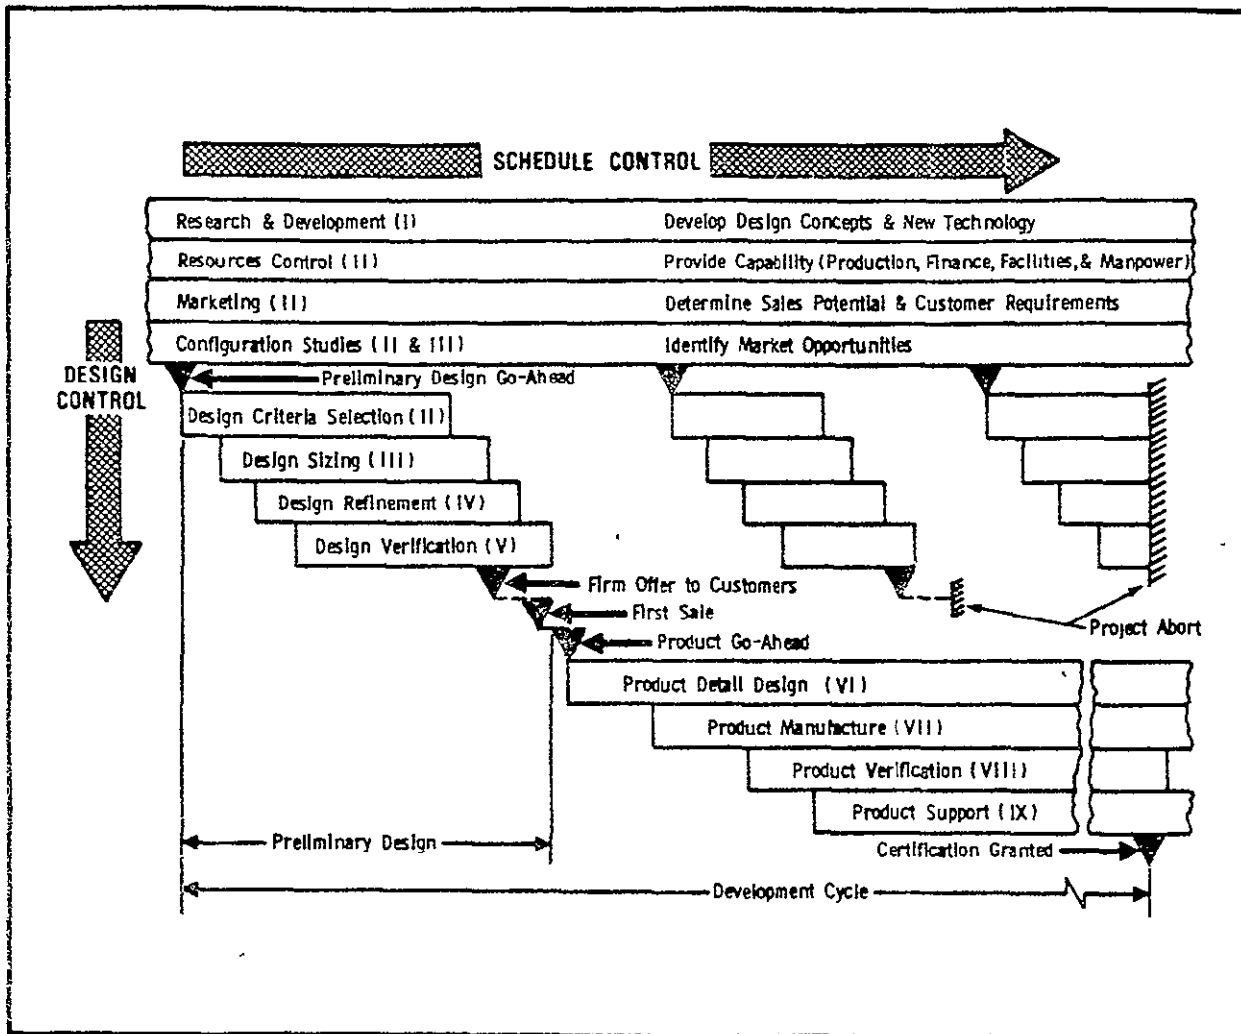 SCHEDULE CONTROL
Research & Development (I) Develop Design Concepts & New Technology
Resources Control (II) Provide Capability (Production, Finance, Facilities, & Manpower)
Marketing (II) Determine Sales Potential & Customer Requirements
Configuration Studies (II & III) Identify Market Opportunities
DESIGN
CONTROL
Preliminary Design Go-Ahead
Design Criteria Selection (II)
Design Sizing (III)
Design Refinement (IV)
Design Verification (V)
Firm Offer to Customers
First Sale
Project Abort
Product Go-Ahead
Product Detail Design (VI)
Product Manufacture (VII)
Product Verification (VIII)
Product Support (IX)
Preliminary Design
Certification Granted
Development Cycle